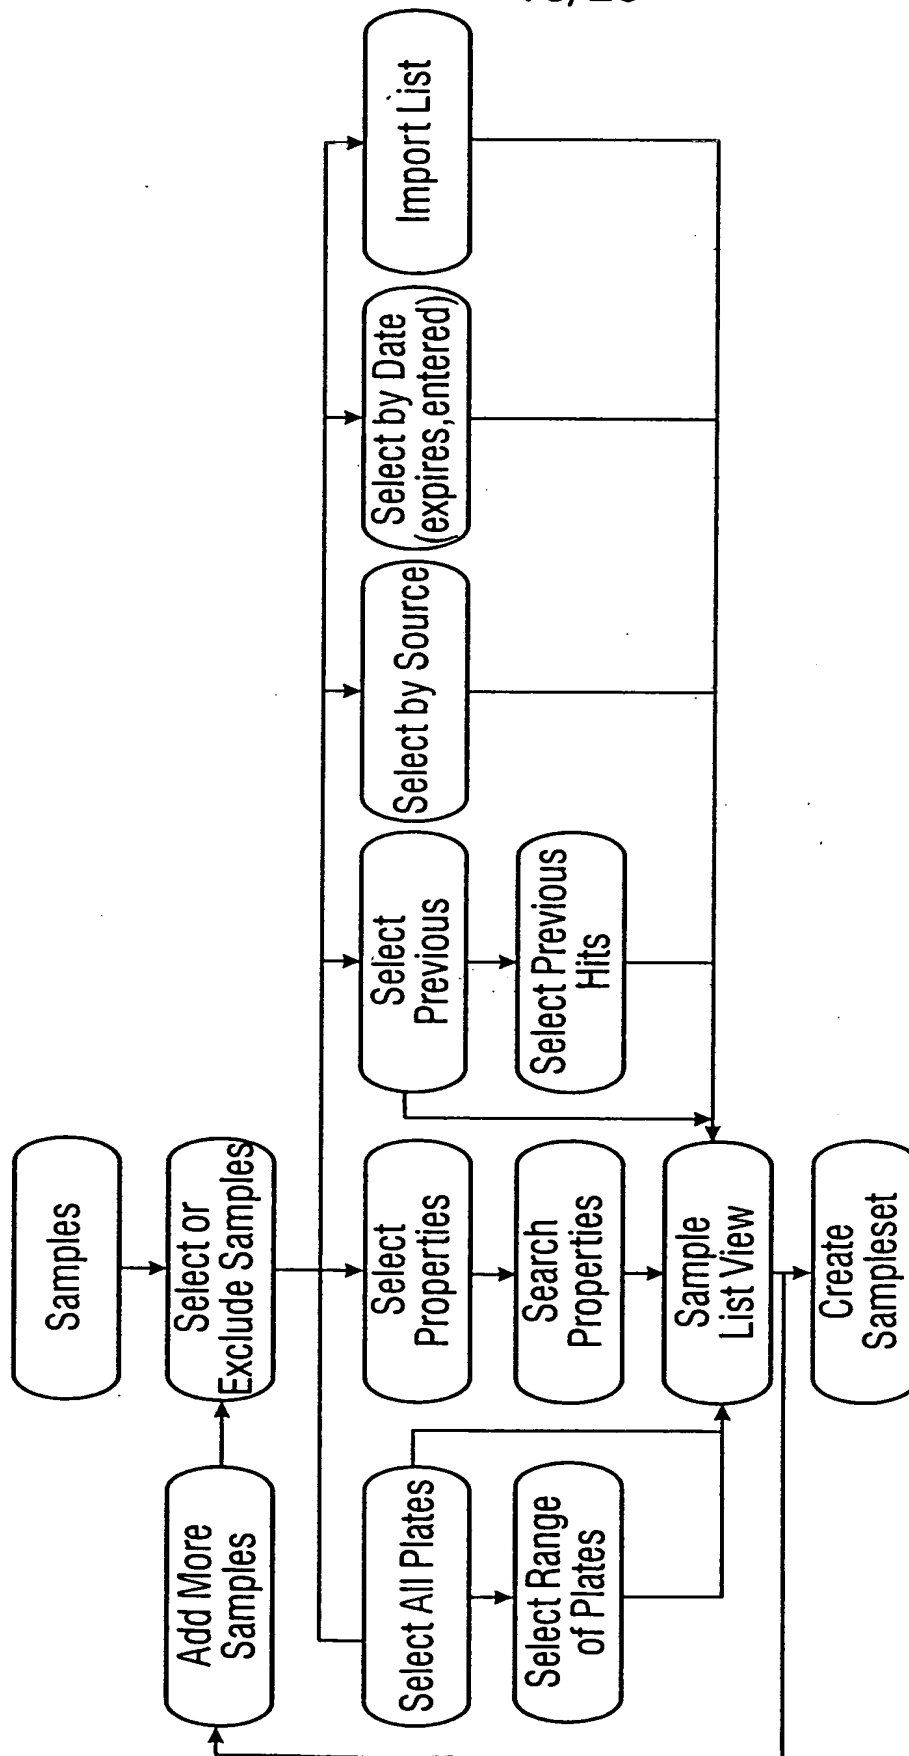 Samples
Add More
Samples
Select or
Exclude Samples
Select All Plates
Select
Properties
Select
Previous
Select by Source
Select by Date
(expires,entered)
Import List
Select Range
of Plates
Search
Properties
Select Previous
Hits
Sample
List View
Create
Sampleset